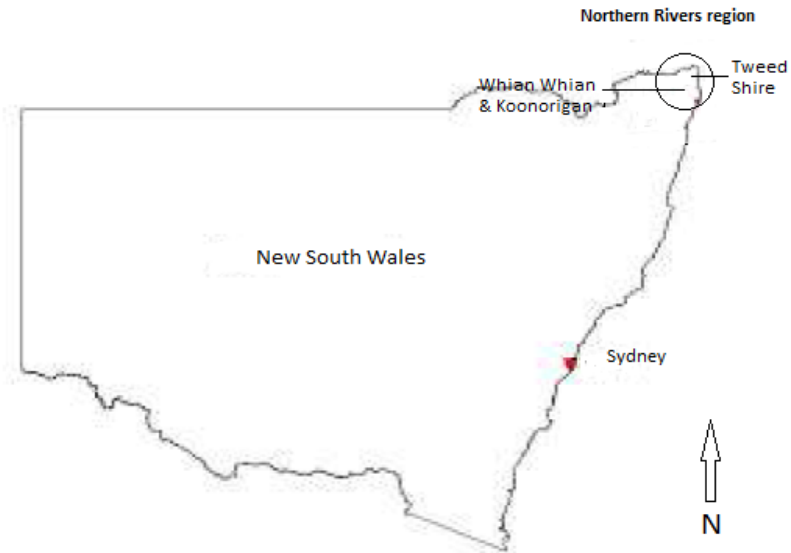 Northern Rivers region
Whian Whian
& Koonorigan
Tweed
Shire
New South Wales
Sydney
N